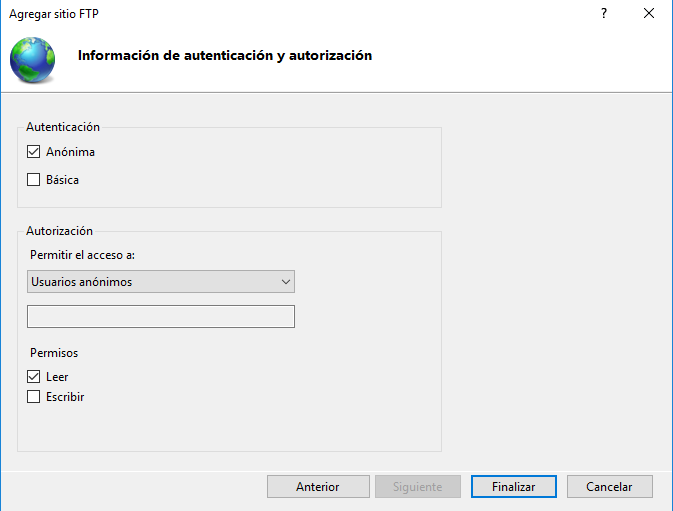 Agregar sitio FTP
Información de autenticación y autorización
Autenticación
Anónima
Básica
Autorización
Permitir el acceso a:
Usuarios anónimos
Permisos
Leer
Escribir
Anterior Siguiente Finalizar Cancelar